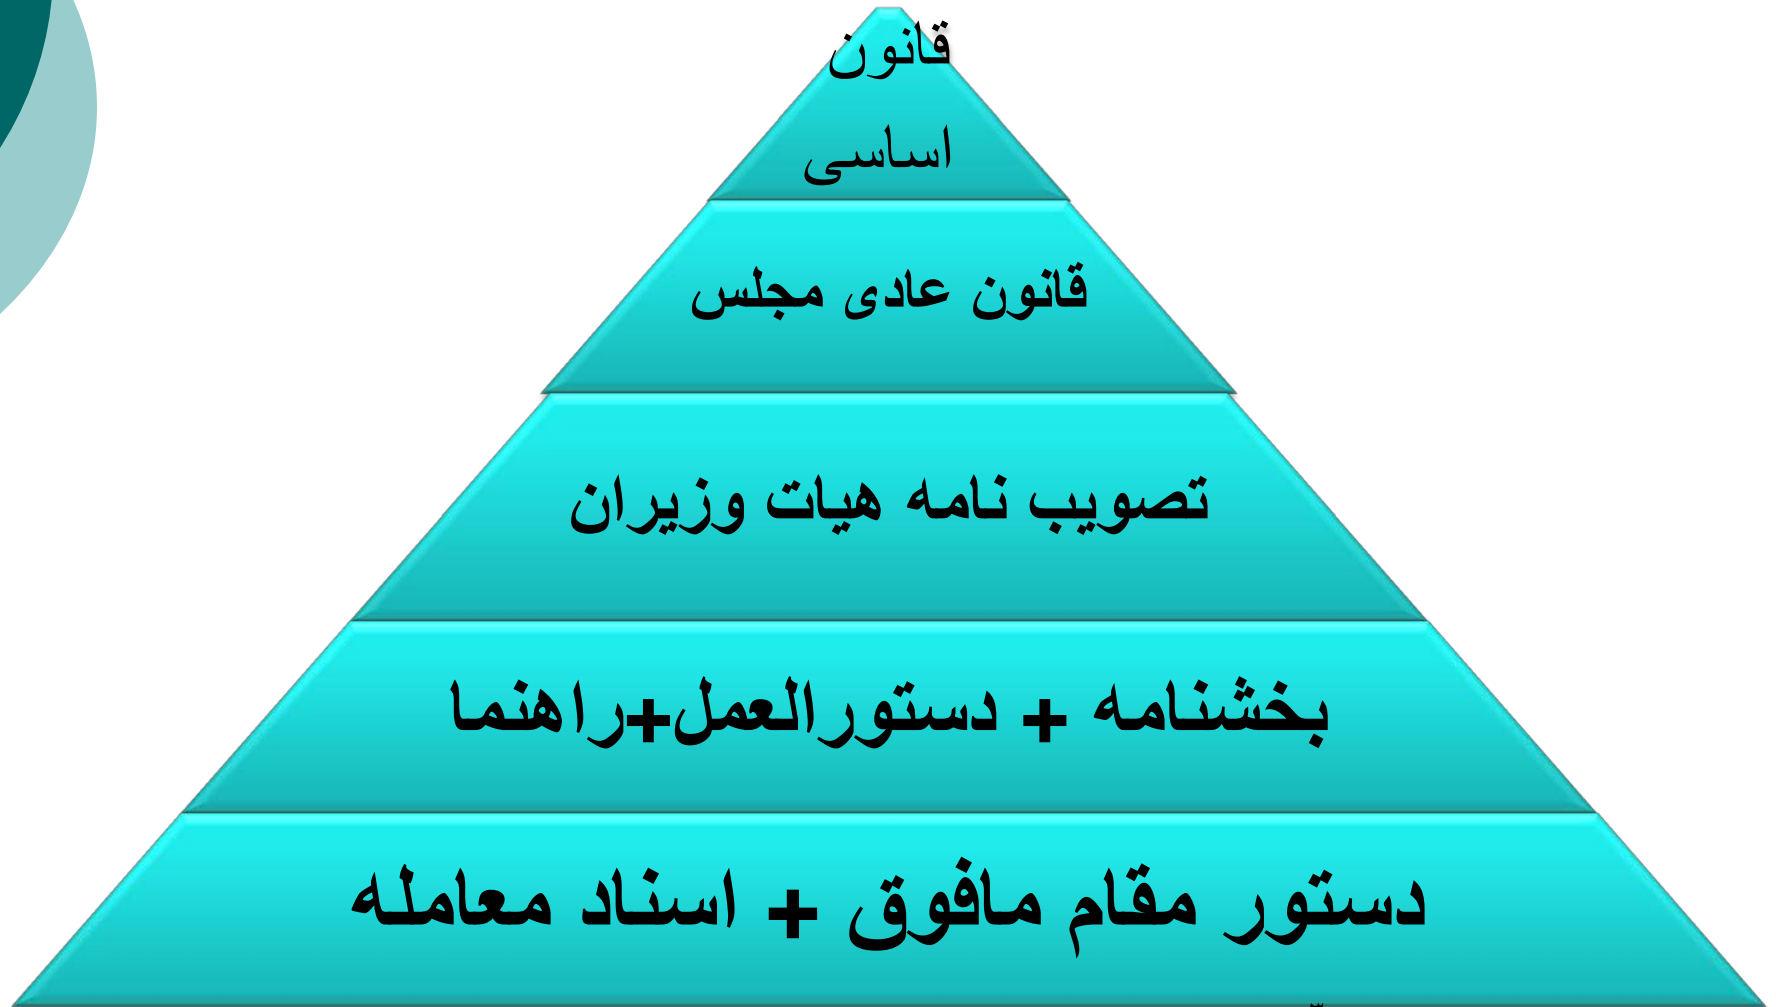 قانون
اساسی
قانون عادی مجلس
تصویب نامه هیات وزیران
بخشنامه + دستورالعمل+راهنما
دستور مقام مافوق + اسناد معامله